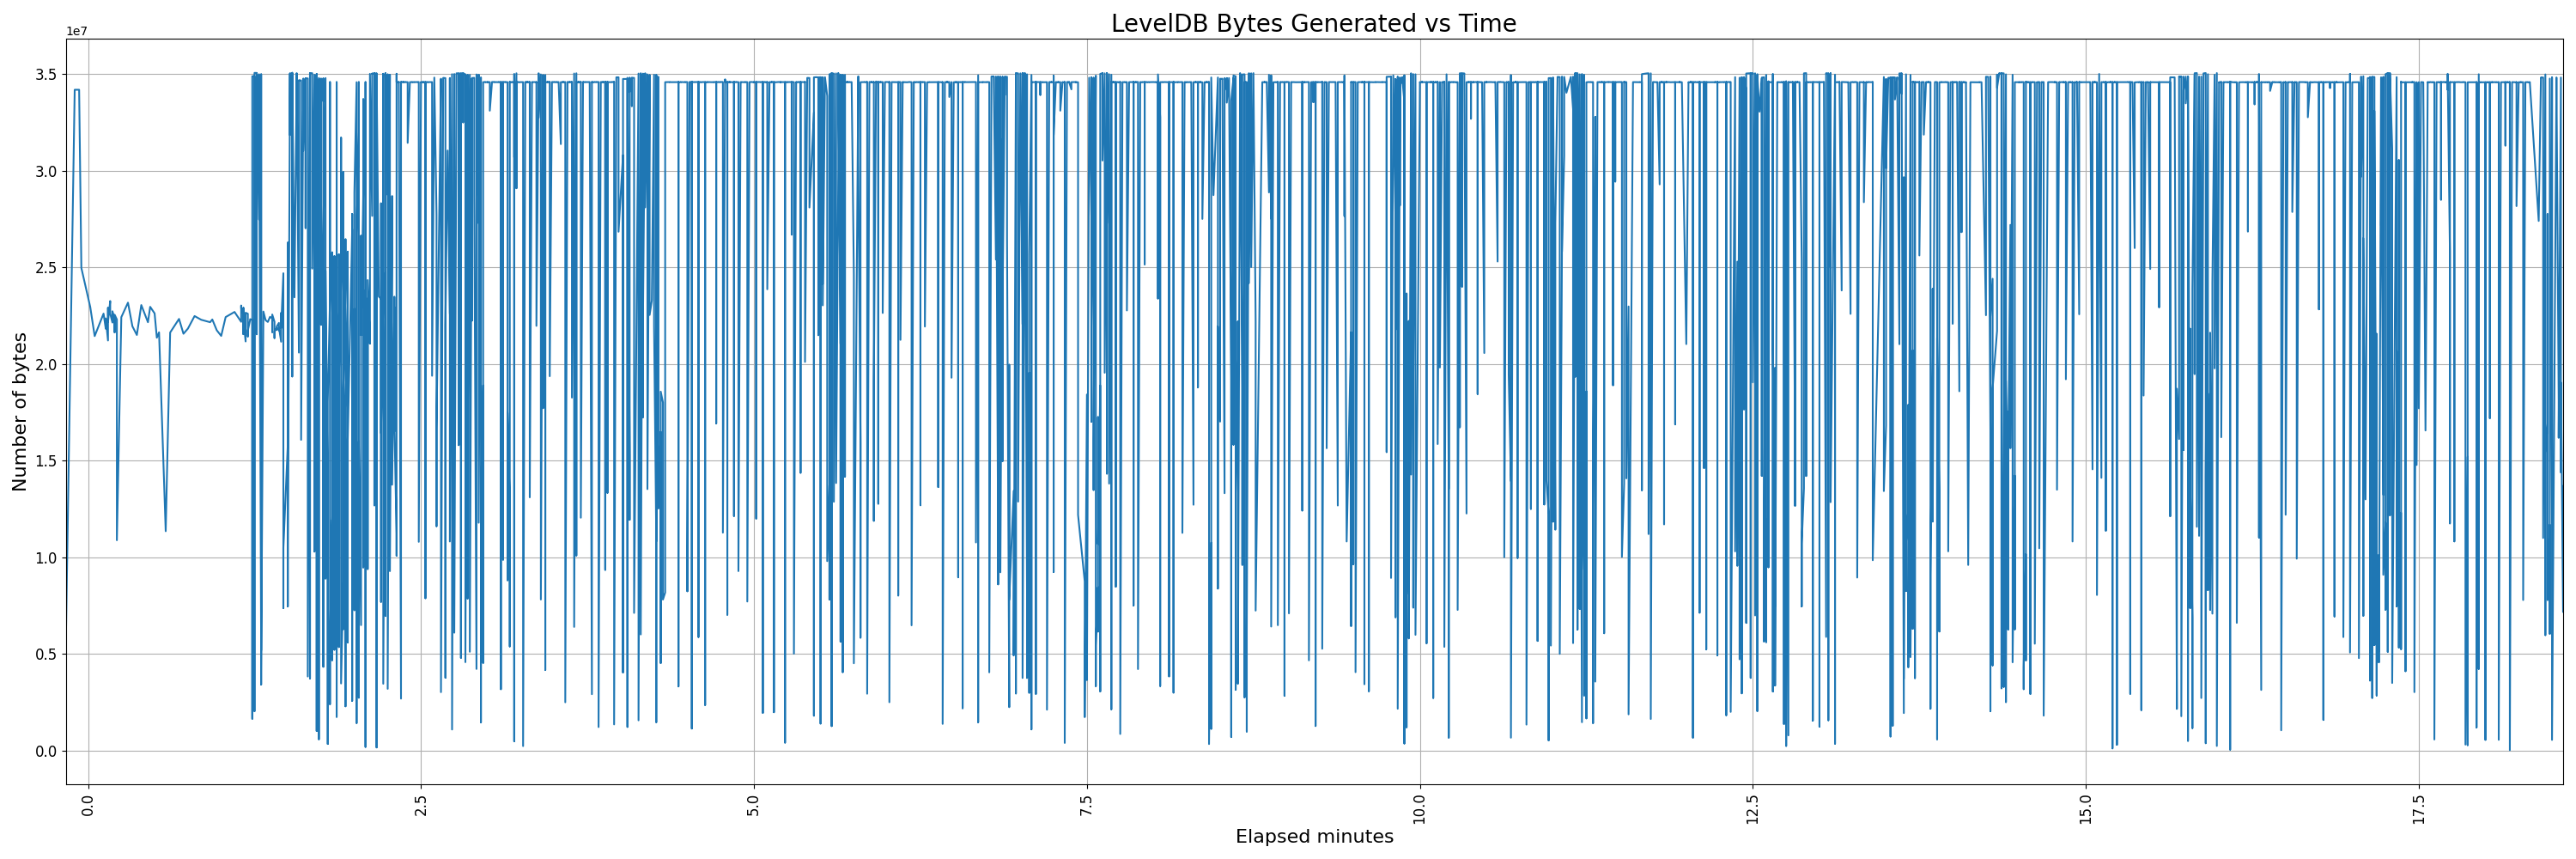 LevelDB Bytes Generated vs Time
1e7
3.5
3.0
2.5
2.0
1.5
1.0
0.5
0.0
Number of bytes
0.0 2.5 5.0 7.5 10.0 12.5 15.0 17.5
Elapsed minutes